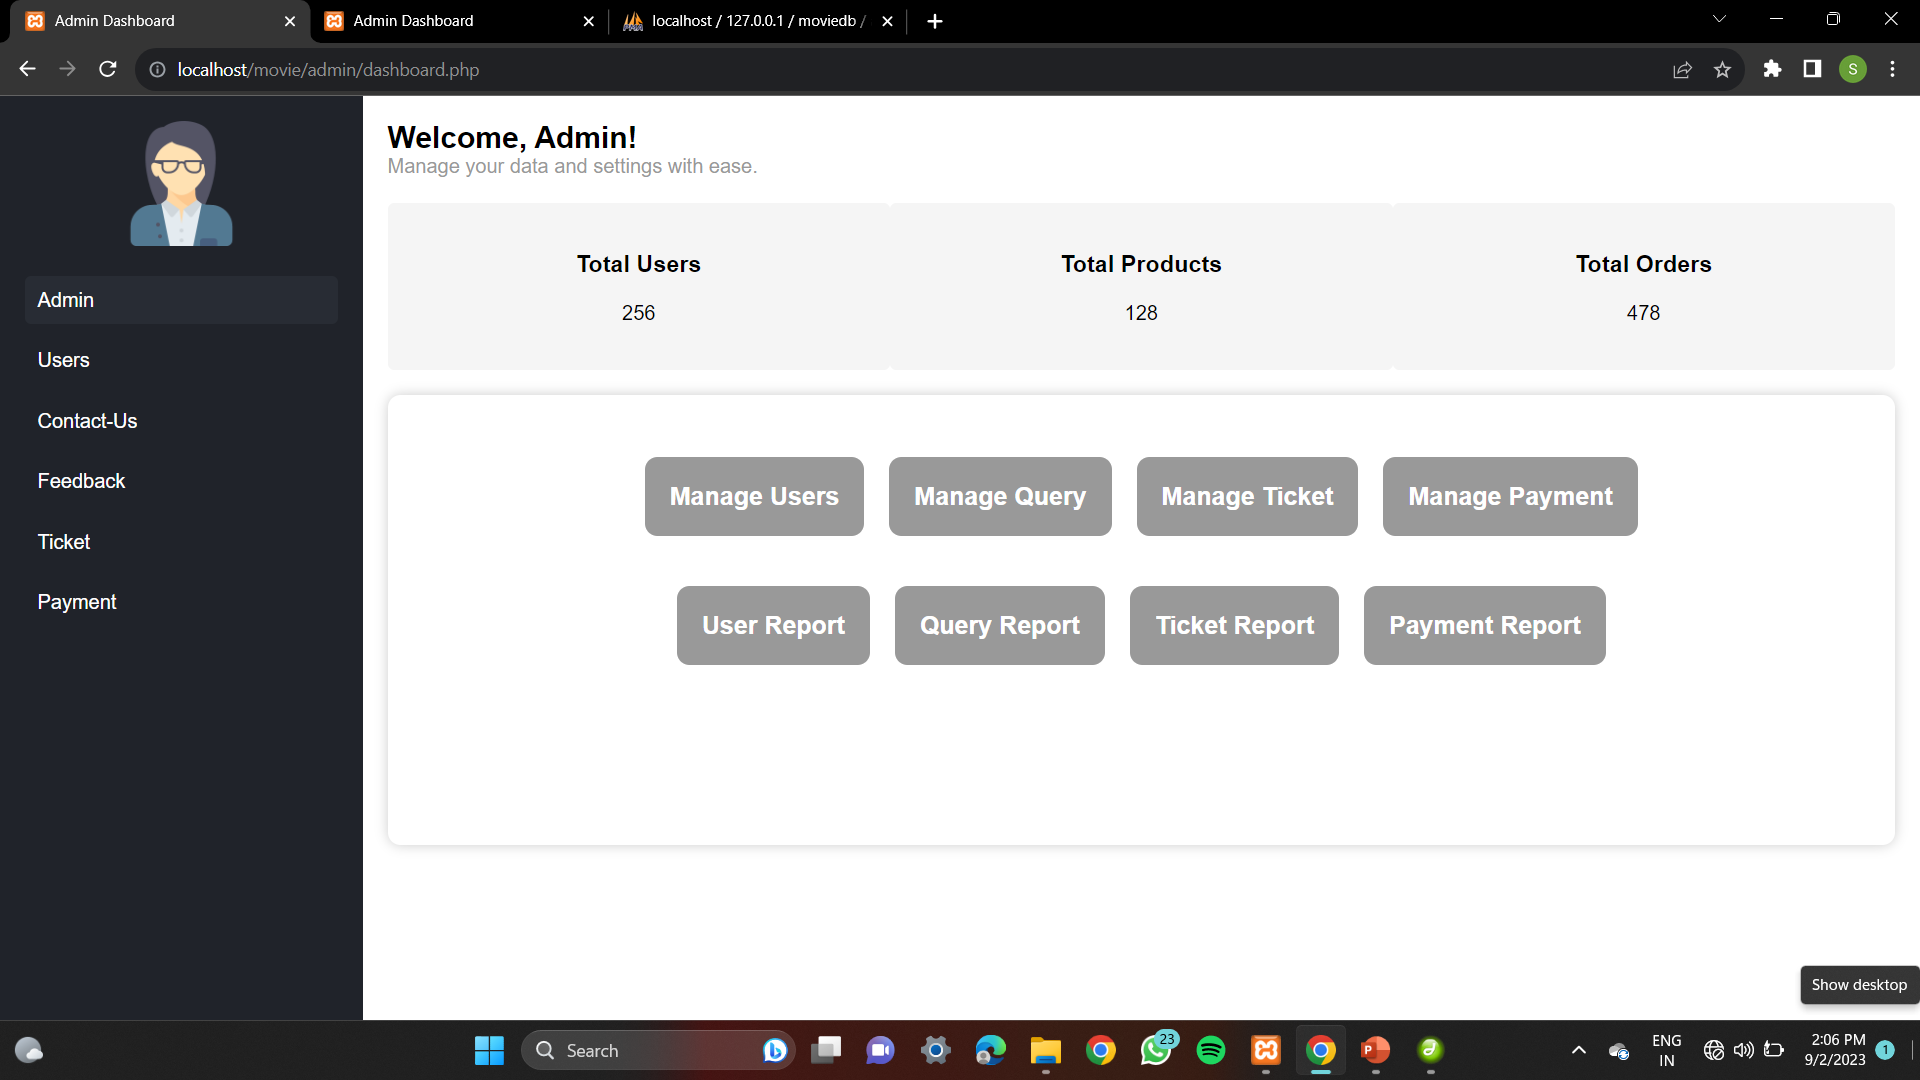 Admin Dashboard
Admin Dashboard
localhost / 127.0.0.1 / moviedb /
localhost/movie/admin/dashboard.php
S
Welcome, Admin!
Manage your data and settings with ease.
Admin
Users
Contact-Us
Feedback
Ticket
Payment
Total Users
256
Total Products
128
Total Orders
478
Manage Users
Manage Query
Manage Ticket
Manage Payment
User Report
Query Report
Ticket Report
Payment Report
Show desktop
Search
23
ENG
IN
2:06 PM
9/2/2023
1